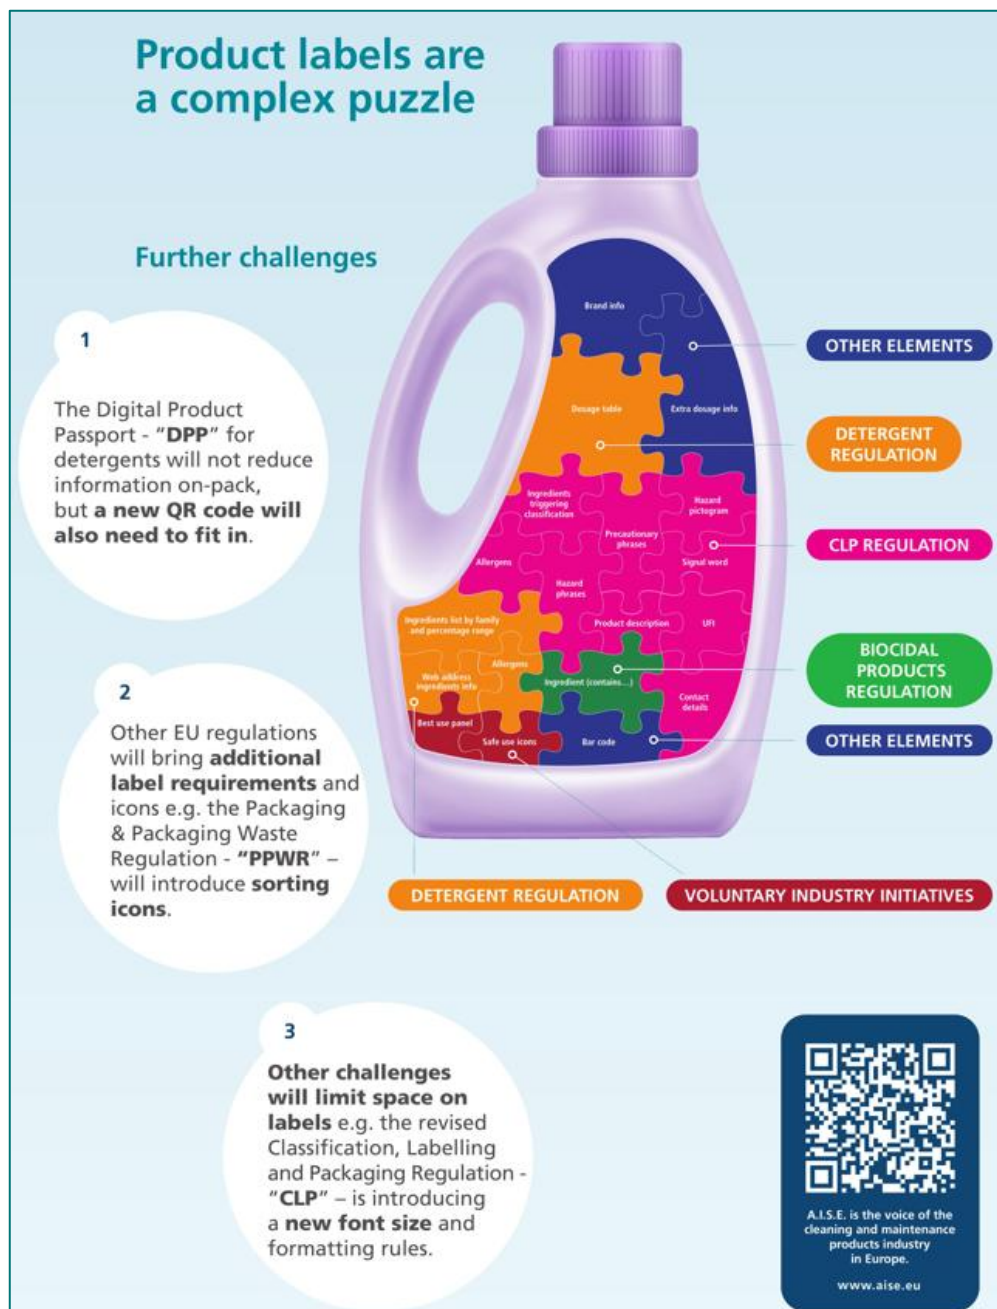 Product labels are
a complex puzzle
Further challenges
1
The Digital Product
Passport - "DPP" for
detergents will not reduce
information on-pack,
but a new QR code will
also need to fit in.
2
Other EU regulations
will bring additional
label requirements and
icons e.g. the Packaging
& Packaging Waste
Regulation - "PPWR" –
will introduce sorting
icons.
3
Other challenges
will limit space on
labels e.g. the revised
Classification, Labelling
and Packaging Regulation -
"CLP" – is introducing
a new font size and
formatting rules.
Brand info
Dosage table
Extra dosage info
Ingredients
triggering
classification
Hazard
pictogram
Precautionary
phrases
Allergens
Signal word
Hazard
phrases
Ingredients list by family
and percentage range
Product description
UFI
Allergens
Web address
ingredients info
Ingredient (contains...)
Contact
details
Best use panel
Safe use icons
Bar code
OTHER ELEMENTS
DETERGENT
REGULATION
CLP REGULATION
BIOCIDAL
PRODUCTS
REGULATION
OTHER ELEMENTS
DETERGENT REGULATION
VOLUNTARY INDUSTRY INITIATIVES
A.I.S.E. is the voice of the
cleaning and maintenance
products industry
in Europe.
www.aise.eu